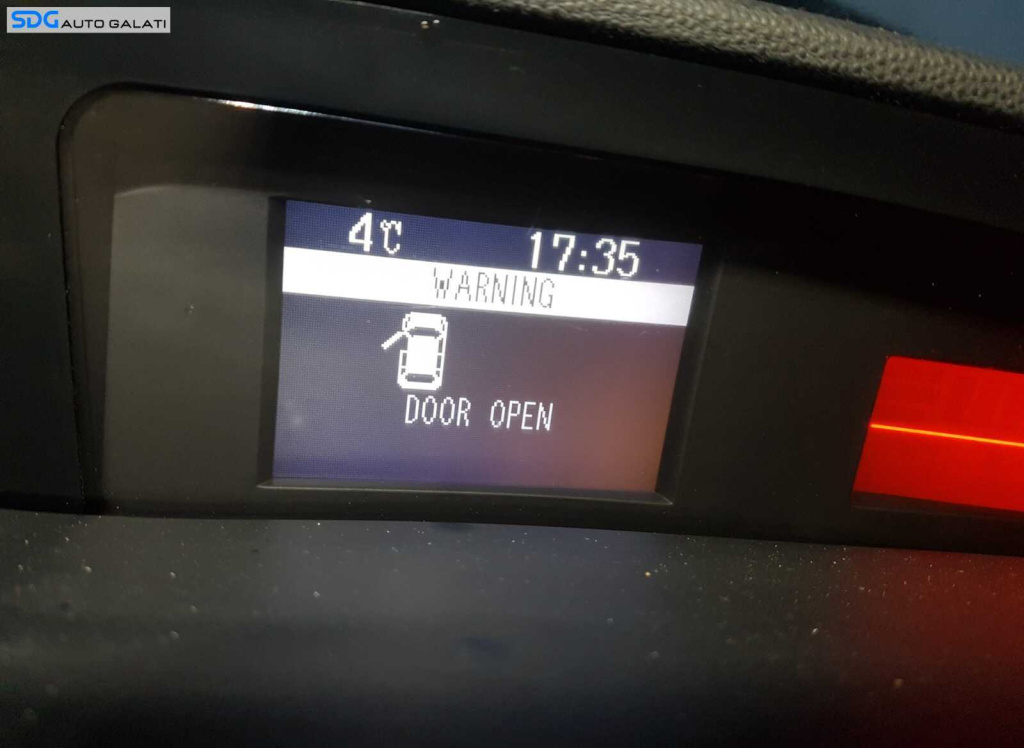 SDG AUTO GALATI
4°C 17:35
WARNING
DOOR OPEN